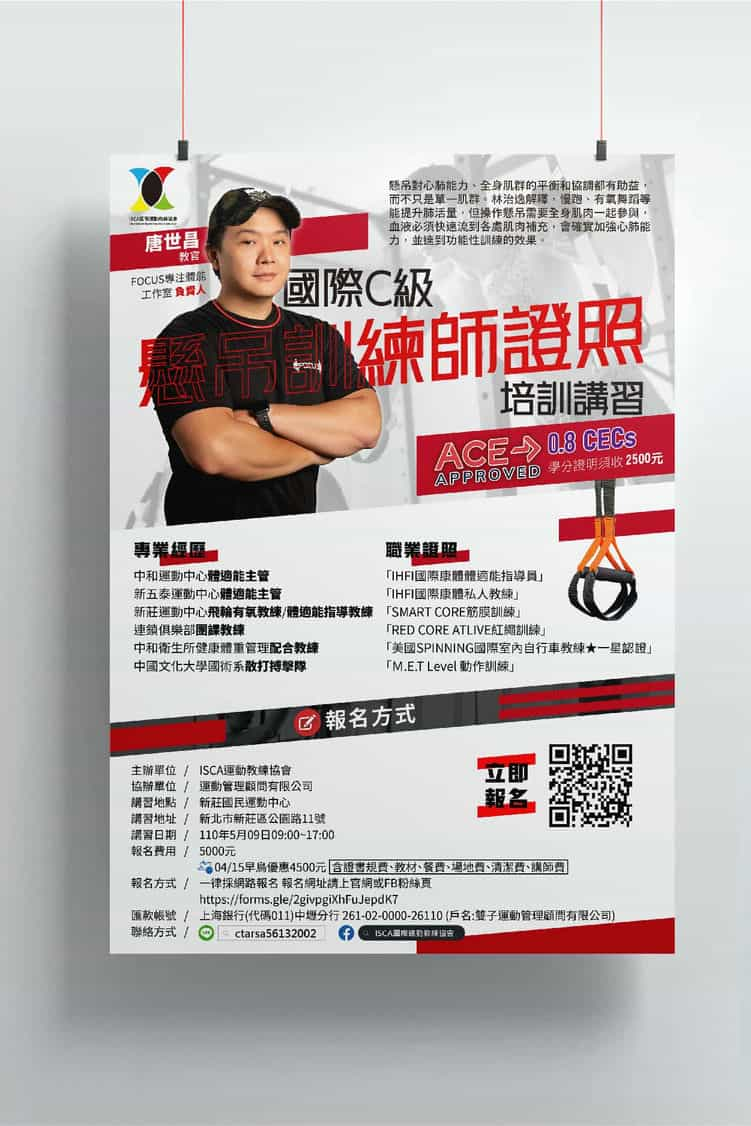 ISCA國際運動教練協會
唐世昌
教官
FOCUS專注體能
工作室 負責人
懸吊對心肺能力、全身肌群的平衡和協調都有助益，
而不只是單一肌群。林治逸解釋，慢跑、有氧舞蹈等
能提升肺活量，但操作懸吊需要全身肌肉一起參與，
血液必須快速流到各處肌肉補充，會確實加強心肺能
力，並達到功能性訓練的效果。
國際C級
懸吊訓練師證照
培訓講習
FOCUS
ACE→ 0.8 CECs
APPROVED 學分證明須收2500元
專業經歷
中和運動中心體適能主管
新五泰運動中心體適能主管
新莊運動中心飛輪有氧教練/體適能指導教練
連鎖俱樂部團課教練
中和衛生所健康體重管理配合教練
中國文化大學國術系散打搏擊隊
職業證照
「IHFI國際康體體適能指導員」
「IHFI國際康體私人教練」
「SMART CORE筋膜訓練」
「RED CORE ATLIVE紅繩訓練」
「美國SPINNING國際室內自行車教練★一星認證」
「M.E.T Level 動作訓練」
報名方式
主辦單位 / ISCA運動教練協會
協辦單位 / 運動管理顧問有限公司
講習地點 / 新莊國民運動中心
講習地址 / 新北市新莊區公園路11號
講習日期 / 110年5月09日09:00~17:00
報名費用 / 5000元
04/15早鳥優惠4500元 含證書規費、教材、餐費、場地費、清潔費、講師費
報名方式 / 一律採網路報名 報名網址請上官網或FB粉絲頁
https://forms.gle/2givpgiXhFuJepdK7
匯款帳號 / 上海銀行(代碼011)中壢分行 261-02-0000-26110 (戶名:雙子運動管理顧問有限公司)
聯絡方式 / LINE ctarsa56132002 ISCA國際運動教練協會
立即
報名